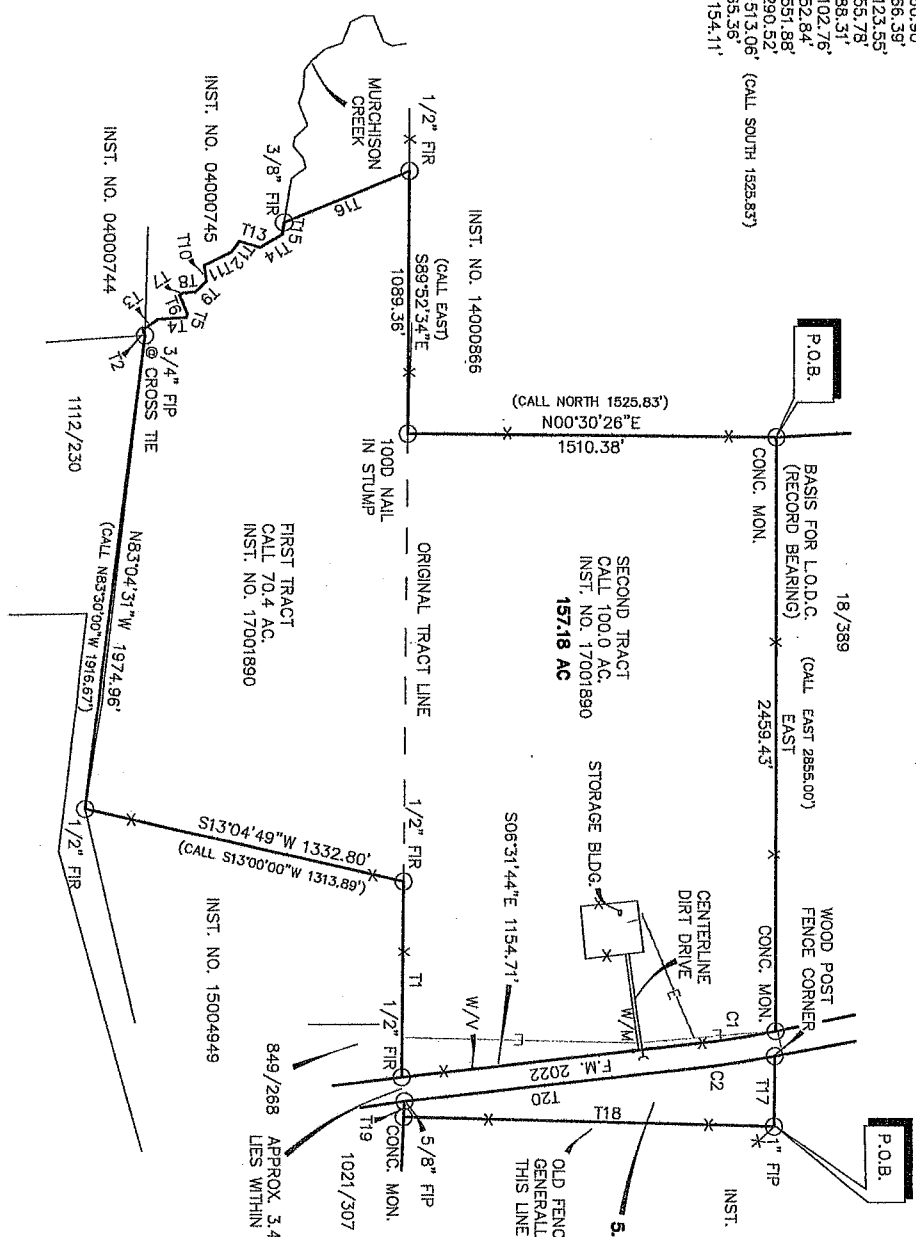 66.39'
123.55'
55.78'
88.31'
102.76'
52.84'
551.88'
290.52'
1513.06' (CALL SOUTH 1525.83')
65.36'
154.11'
P.O.B.
CONC. MON.
BASIS FOR L.O.D.C.
(RECORD BEARING)
18/389
(CALL EAST 2855.00')
EAST
2459.43'
CONC. MON.
WOOD POST
FENCE CORNER
T17
1" FIP
P.O.B.
INST.
(CALL NORTH 1525.83')
N00°30'26"E
1510.38'
SECOND TRACT
CALL 100.0 AC.
INST. NO. 17001890
157.18 AC
STORAGE BLDG.
CENTERLINE
DIRT DRIVE
E
W/M
E
C1
C2
F.M. 2022
T20
T18
5.
OLD FENC
GENERALL
THIS LINE
S06°31'44"E 1154.71'
W/V
INST. NO. 14000866
(CALL EAST)
S89°52'34"E
1089.36'
1/2" FIR
100D NAIL
IN STUMP
ORIGINAL TRACT LINE
1/2" FIR
T1
1/2" FIR
5/8" FIP
CONC. MON.
T19
1021/307
849/268
APPROX. 3.4
LIES WITHIN
MURCHISON
CREEK
3/8" FIR
T16
T15
T14
T13
T12
T11
T10
T9
T8
T7
T6
T5
T4
T3
T2
INST. NO. 04000745
INST. NO. 04000744
3/4" FIP
@ CROSS TIE
1112/230
FIRST TRACT
CALL 70.4 AC.
INST. NO. 17001890
N83°04'31"W 1974.96'
(CALL N83°30'00"W 1916.67')
S13°04'49"W 1332.80'
(CALL S13°00'00"W 1313.89')
1/2" FIR
INST. NO. 15004949